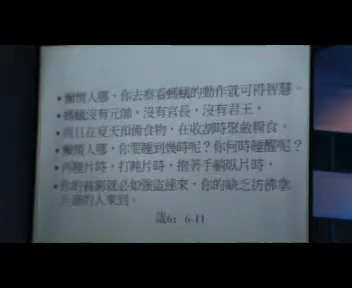 • 懶惰人哪、你去察看螞蟻的動作就可得智慧。
• 螞蟻沒有元帥，沒有官長，沒有君王，
• 尚且在夏天預備食物，在收割時聚斂糧食。
• 懶惰人哪，你要睡到幾時呢？你何時睡醒呢？
• 再睡片時，打盹片時，抱著手躺臥片時，
• 你的貧窮就必如強盜速來，你的缺乏彷彿拿
兵器的人來到。
箴6：6-11